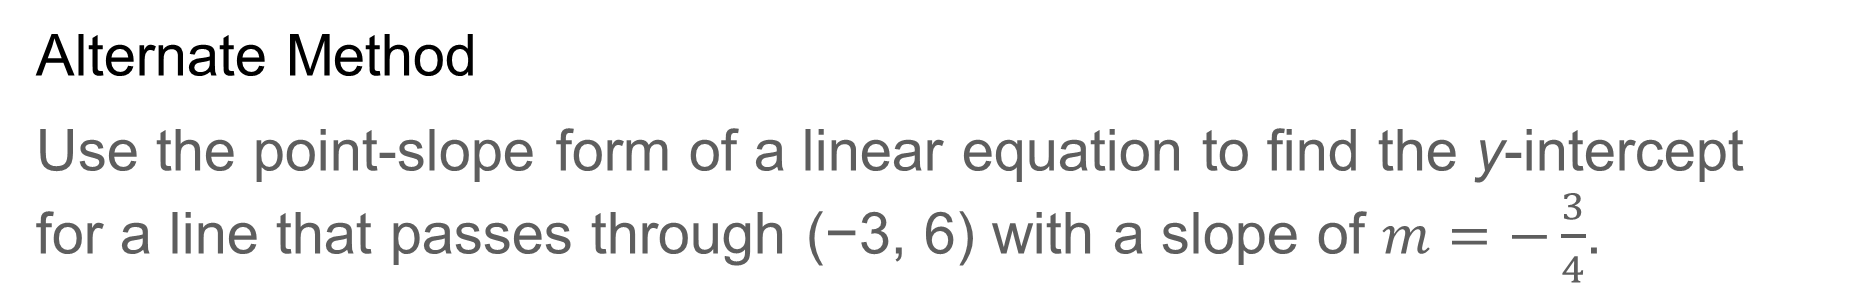 Alternate Method
Use the point-slope form of a linear equation to find the y-intercept
for a line that passes through (−3, 6) with a slope of m = −3/4.